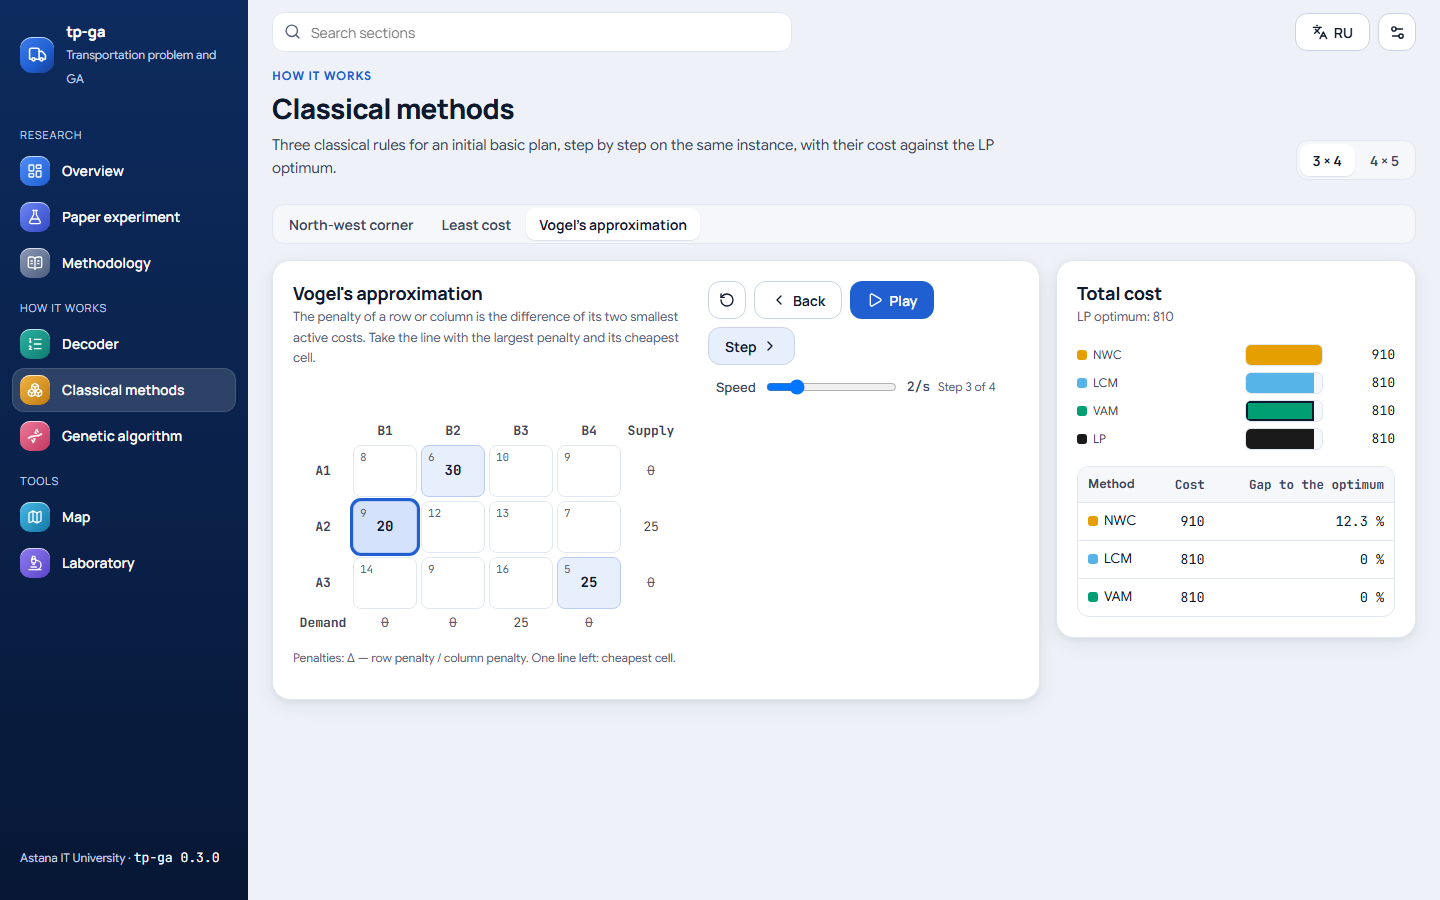 tp-ga
Transportation problem and
GA
RESEARCH
Overview
Paper experiment
Methodology
HOW IT WORKS
Decoder
Classical methods
Genetic algorithm
TOOLS
Map
Laboratory
Astana IT University · tp-ga 0.3.0
Search sections
RU
HOW IT WORKS
Classical methods
Three classical rules for an initial basic plan, step by step on the same instance, with their cost against the LP
optimum.
3 × 4
4 × 5
North-west corner
Least cost
Vogel's approximation
Vogel's approximation
The penalty of a row or column is the difference of its two smallest
active costs. Take the line with the largest penalty and its cheapest
cell.
Back
Play
Step
Speed
2/s
Step 3 of 4
B1 B2 B3 B4 Supply
A1 8 6 30 10 9 0
A2 9 20 12 13 7 25
A3 14 9 16 5 25 0
Demand 0 0 25 0
Penalties: Δ — row penalty / column penalty. One line left: cheapest cell.
Total cost
LP optimum: 810
NWC 910
LCM 810
VAM 810
LP 810
Method Cost Gap to the optimum
NWC 910 12.3 %
LCM 810 0 %
VAM 810 0 %